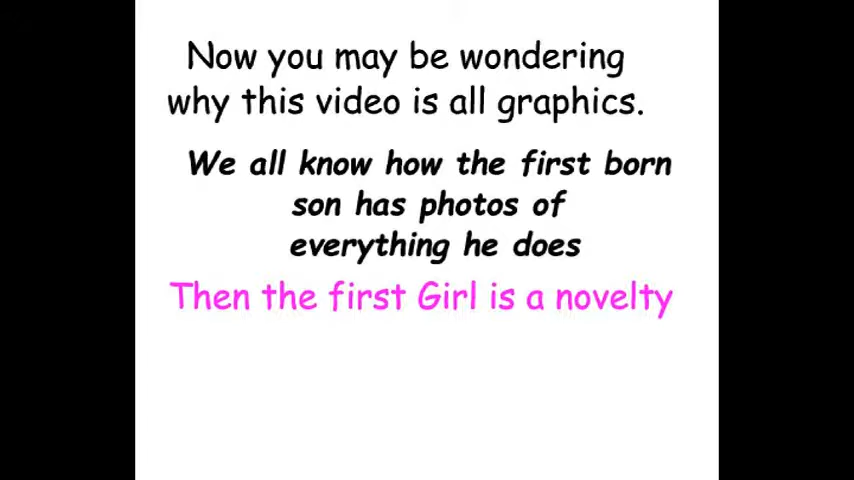 Now you may be wondering
why this video is all graphics.
We all know how the first born
son has photos of
everything he does
Then the first Girl is a novelty